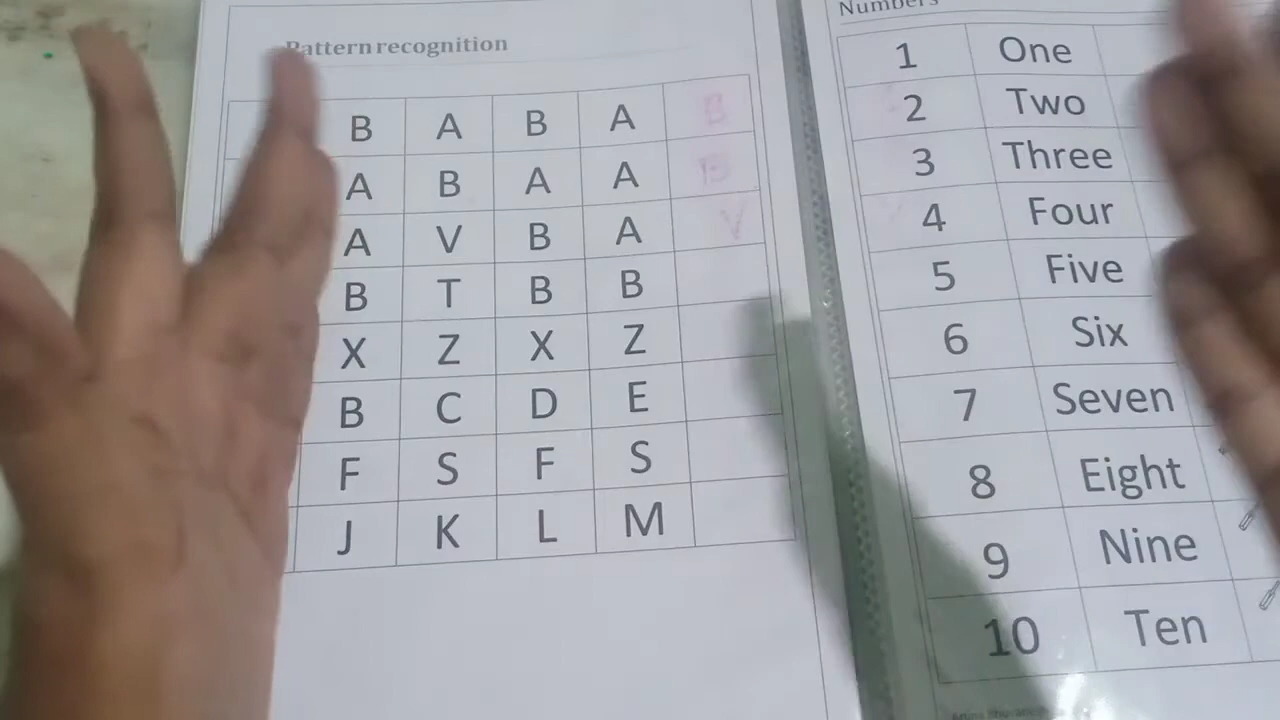 Pattern recognition
B A B A B
A B A A B
A V B A V
B T B B
X Z X Z
B C D E
F S F S
J K L M
Numbers
1 One
2 Two
3 Three
4 Four
5 Five
6 Six
7 Seven
8 Eight
9 Nine
10 Ten